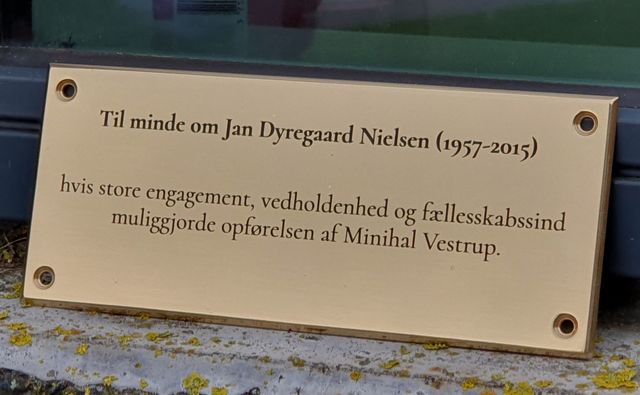 Til minde om Jan Dyregaard Nielsen (1957-2015)
hvis store engagement, vedholdenhed og fællesskabssind
muliggjorde opførelsen af Minihal Vestrup.